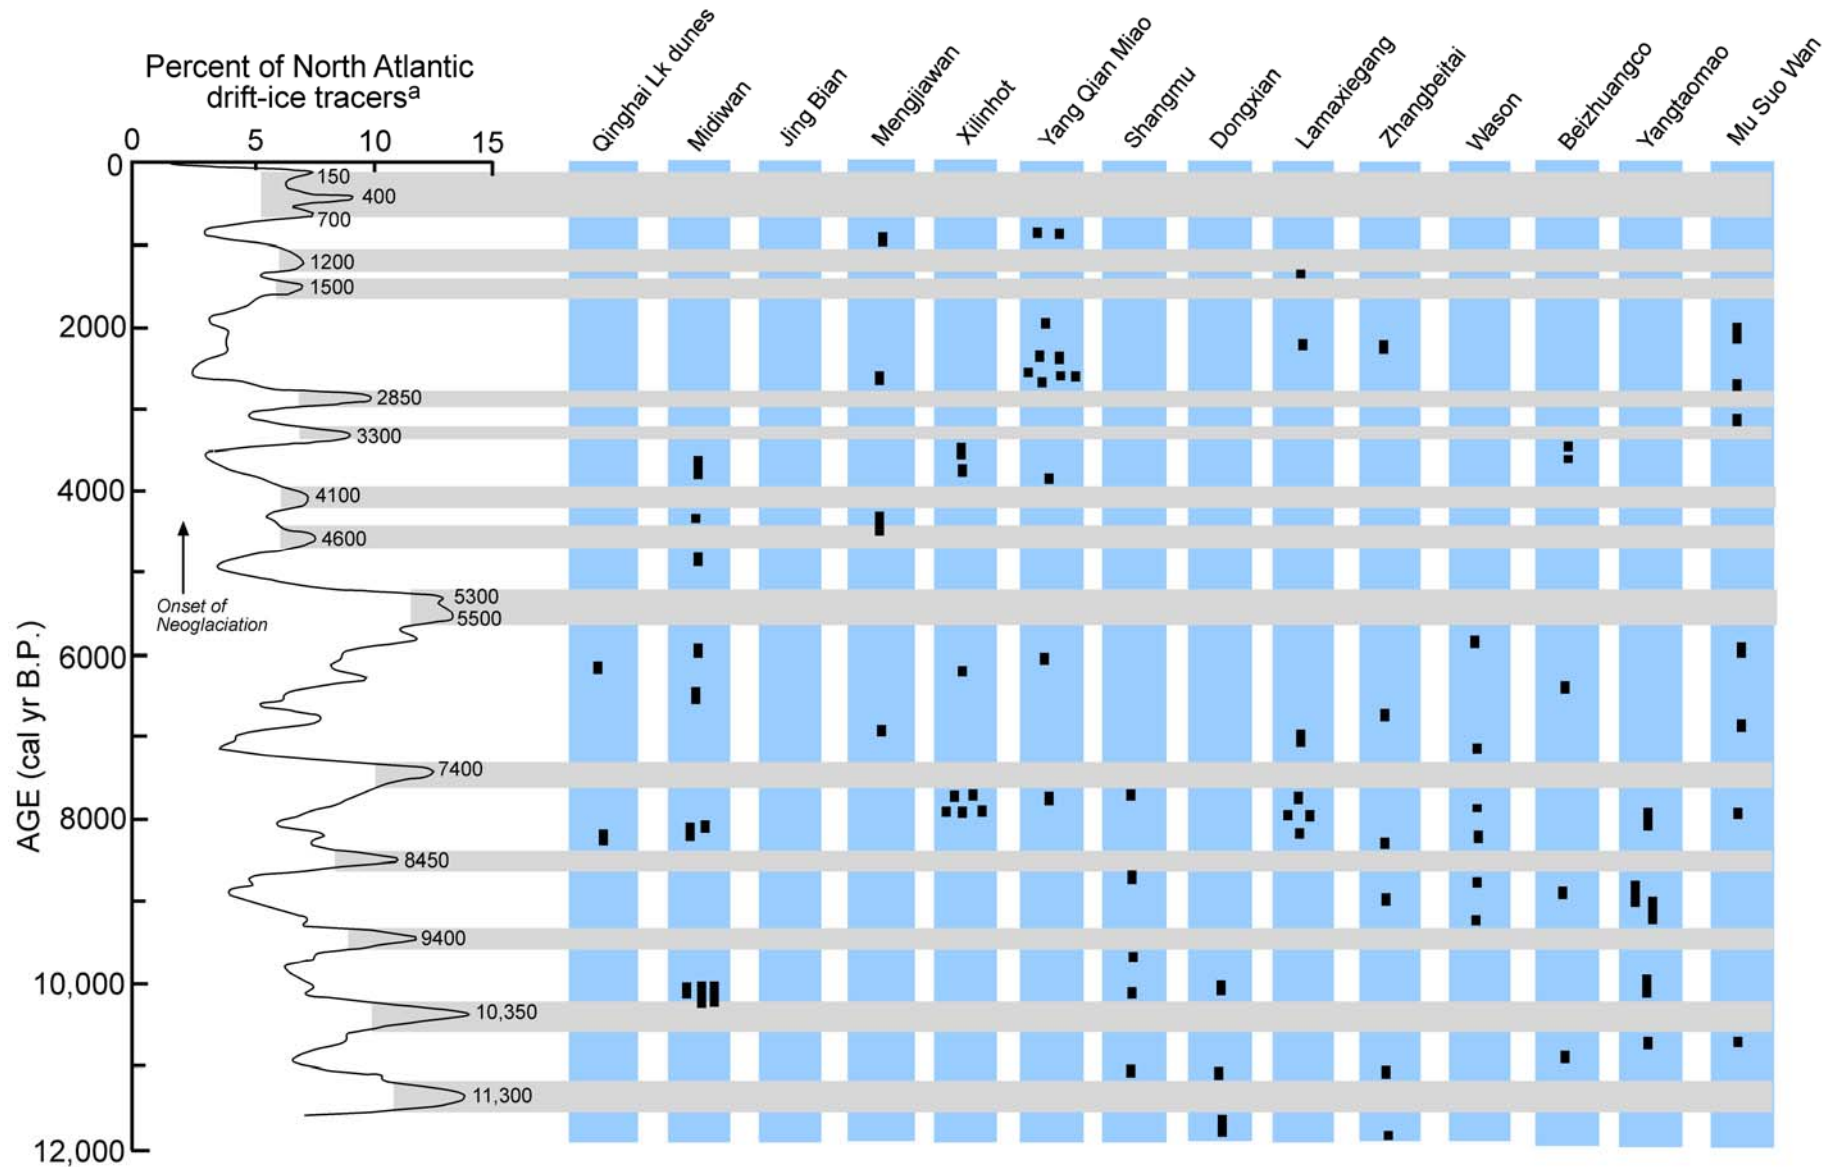 Percent of North Atlantic
drift-ice tracersᵃ
0 5 10 15
Qinghai Lk dunes
Midiwan
Jing Bian
Mengjiawan
Xilinhot
Yang Qian Miao
Shangmu
Dongxian
Lamaxiegang
Zhangbeitai
Wason
Beizhuangco
Yangtaomao
Mu Suo Wan
AGE (cal yr B.P.)
0
2000
4000
6000
8000
10,000
12,000
150
400
700
1200
1500
2850
3300
4100
4600
5300
5500
7400
8450
9400
10,350
11,300
Onset of
Neoglaciation